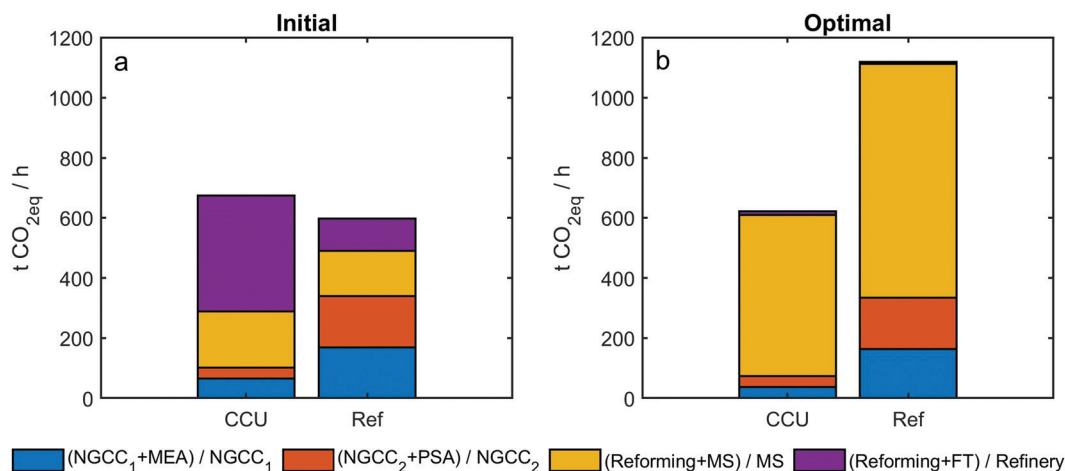 Initial
a
t CO2eq / h
1200
1000
800
600
400
200
0
CCU
Ref
Optimal
b
t CO2eq / h
1200
1000
800
600
400
200
0
CCU
Ref
(NGCC1+MEA) / NGCC1
(NGCC2+PSA) / NGCC2
(Reforming+MS) / MS
(Reforming+FT) / Refinery